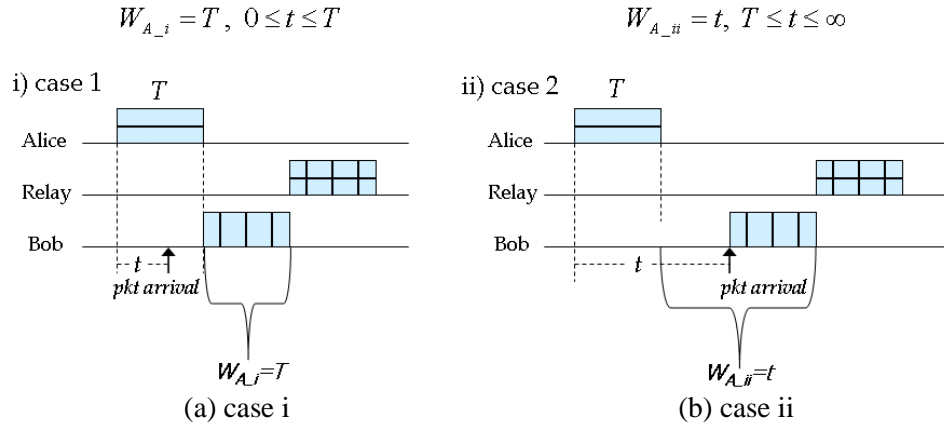 W_{A_i} = T , 0 ≤ t ≤ T
i) case 1
T
Alice
Relay
Bob
t
pkt arrival
W_{A_i}=T
(a) case i
W_{A_ii} = t, T ≤ t ≤ ∞
ii) case 2
T
Alice
Relay
Bob
t
pkt arrival
W_{A_ii}=t
(b) case ii